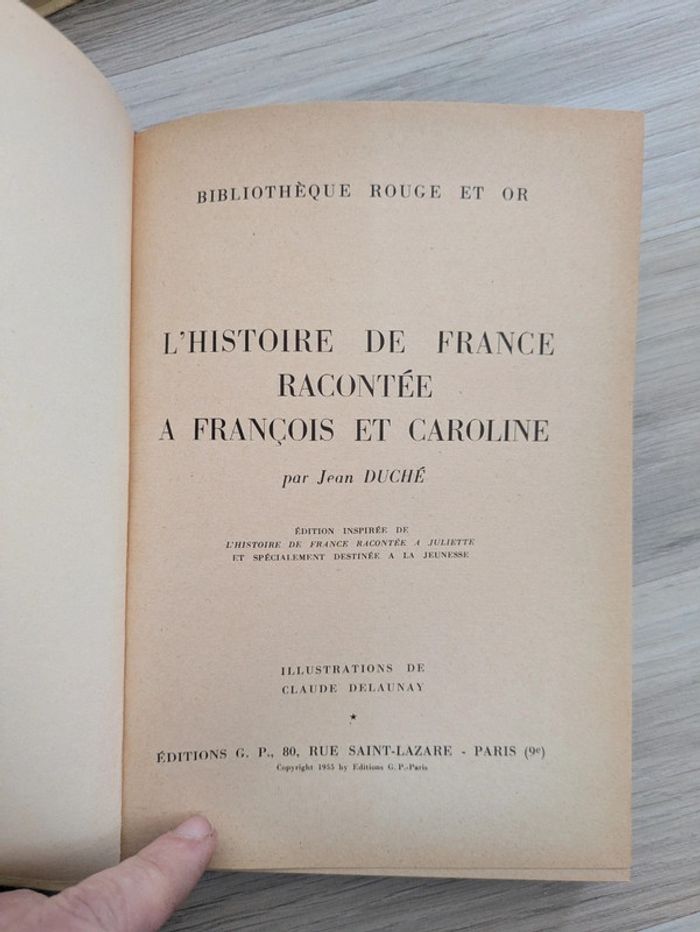 BIBLIOTHÈQUE ROUGE ET OR
L'HISTOIRE DE FRANCE
RACONTÉE
A FRANÇOIS ET CAROLINE
par Jean DUCHÉ
ÉDITION INSPIRÉE DE
L'HISTOIRE DE FRANCE RACONTÉE A JULIETTE
ET SPÉCIALEMENT DESTINÉE A LA JEUNESSE
ILLUSTRATIONS DE
CLAUDE DELAUNAY
★
ÉDITIONS G. P., 80, RUE SAINT-LAZARE - PARIS (9e)
Copyright 1955 by Editions G. P.-Paris